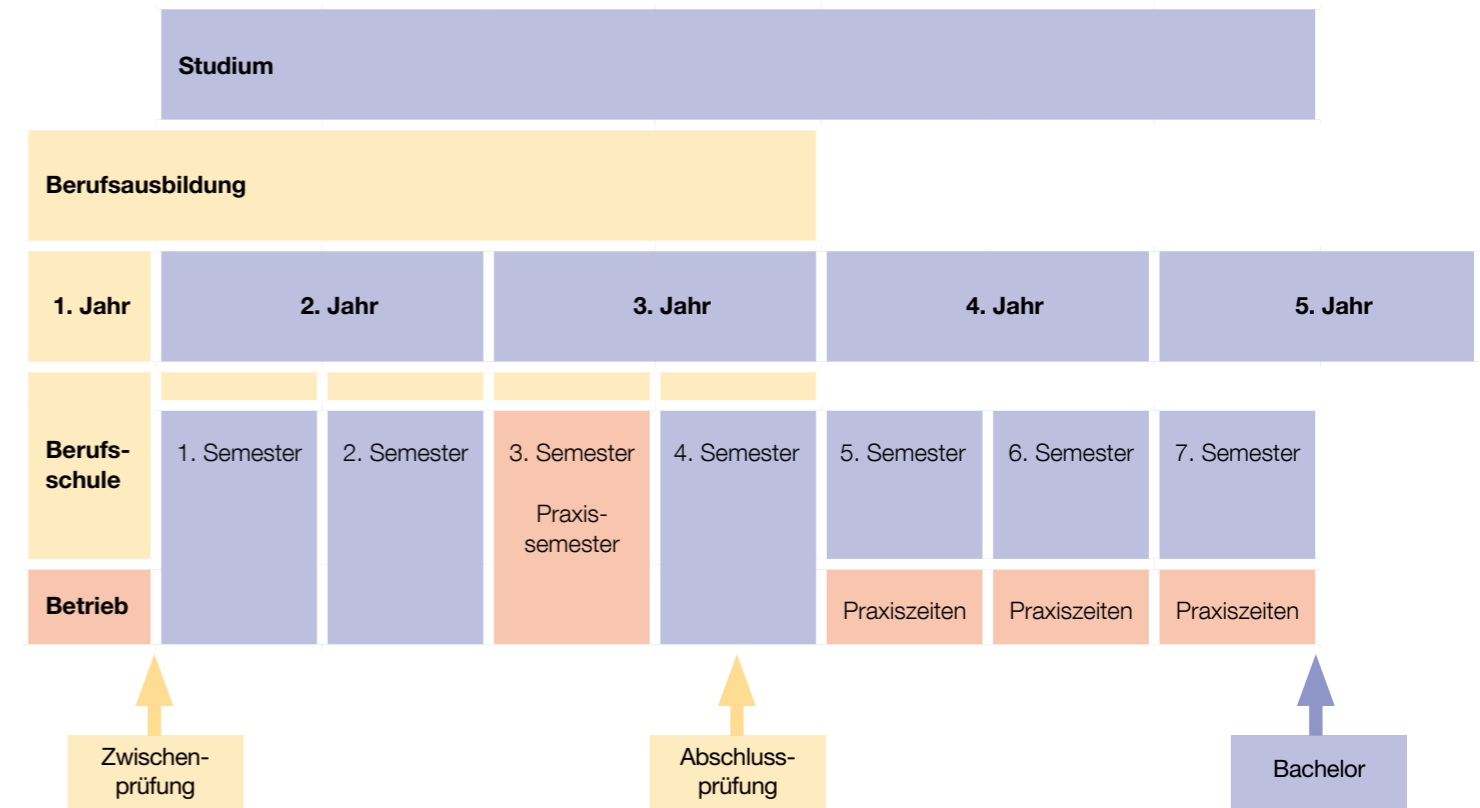 Studium
Berufsausbildung
1. Jahr
2. Jahr
3. Jahr
4. Jahr
5. Jahr
Berufs-
schule
1. Semester
2. Semester
3. Semester
Praxis-
semester
4. Semester
5. Semester
6. Semester
7. Semester
Betrieb
Praxiszeiten
Praxiszeiten
Praxiszeiten
Zwischen-
prüfung
Abschluss-
prüfung
Bachelor